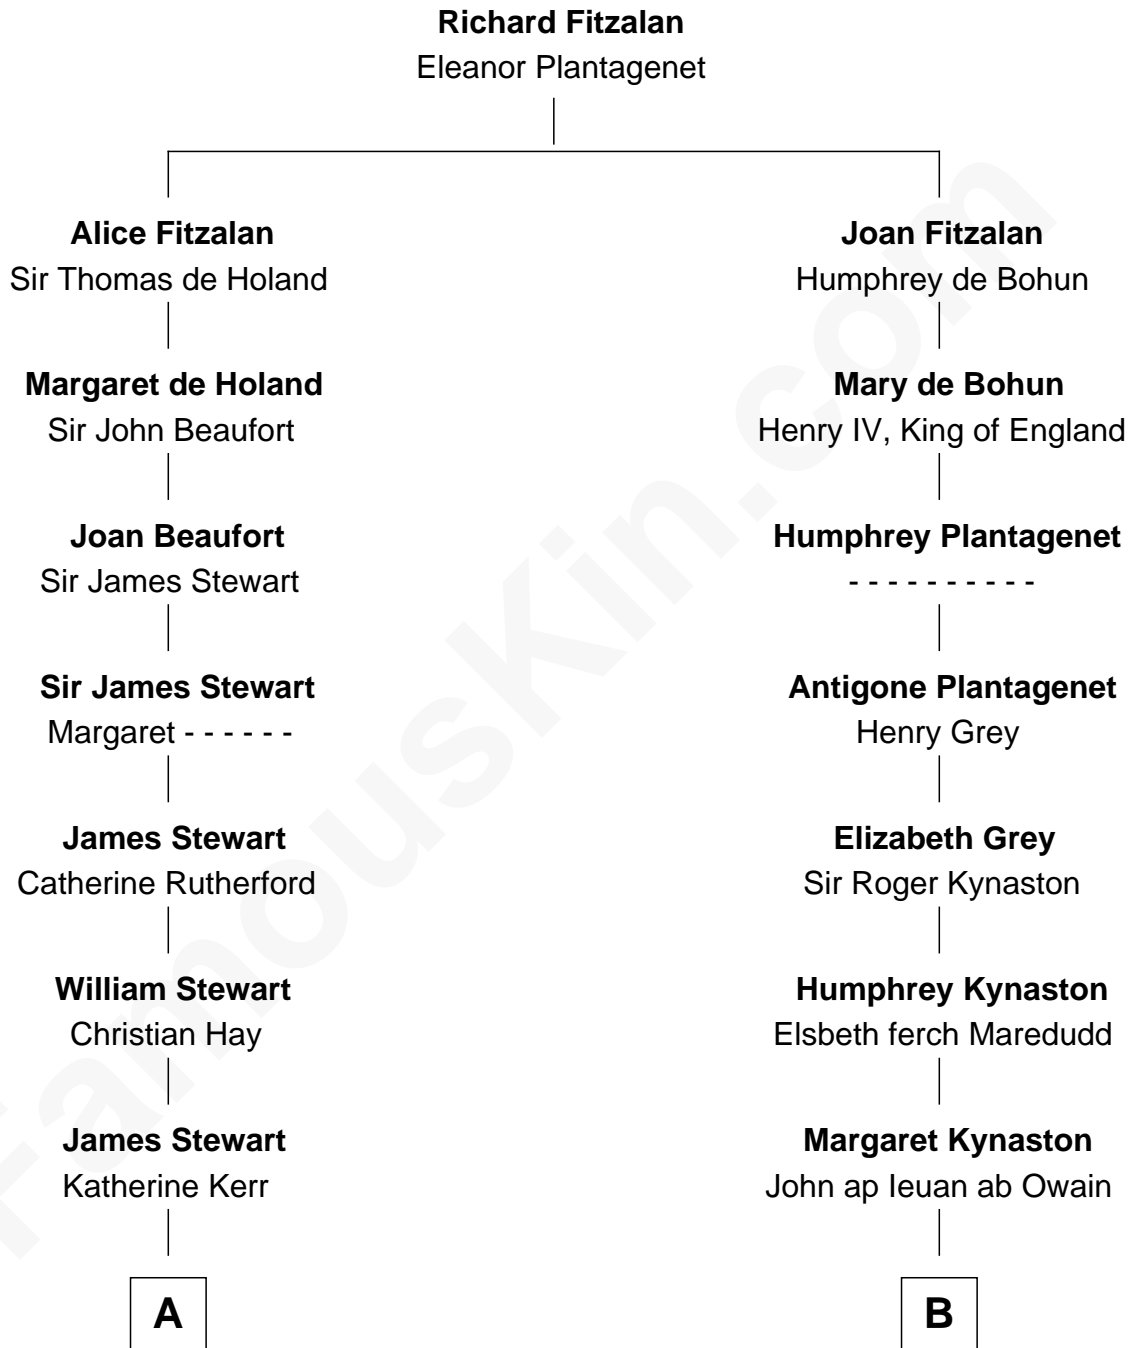 Richard Fitzalan
Eleanor Plantagenet
Alice Fitzalan
Sir Thomas de Holand
Joan Fitzalan
Humphrey de Bohun
Margaret de Holand
Sir John Beaufort
Mary de Bohun
Henry IV, King of England
Joan Beaufort
Sir James Stewart
Humphrey Plantagenet
- - - - - - - - - -
Sir James Stewart
Margaret - - - - - -
Antigone Plantagenet
Henry Grey
James Stewart
Catherine Rutherford
Elizabeth Grey
Sir Roger Kynaston
William Stewart
Christian Hay
Humphrey Kynaston
Elsbeth ferch Maredudd
James Stewart
Katherine Kerr
Margaret Kynaston
John ap Ieuan ab Owain
A
B
FamousKin.com